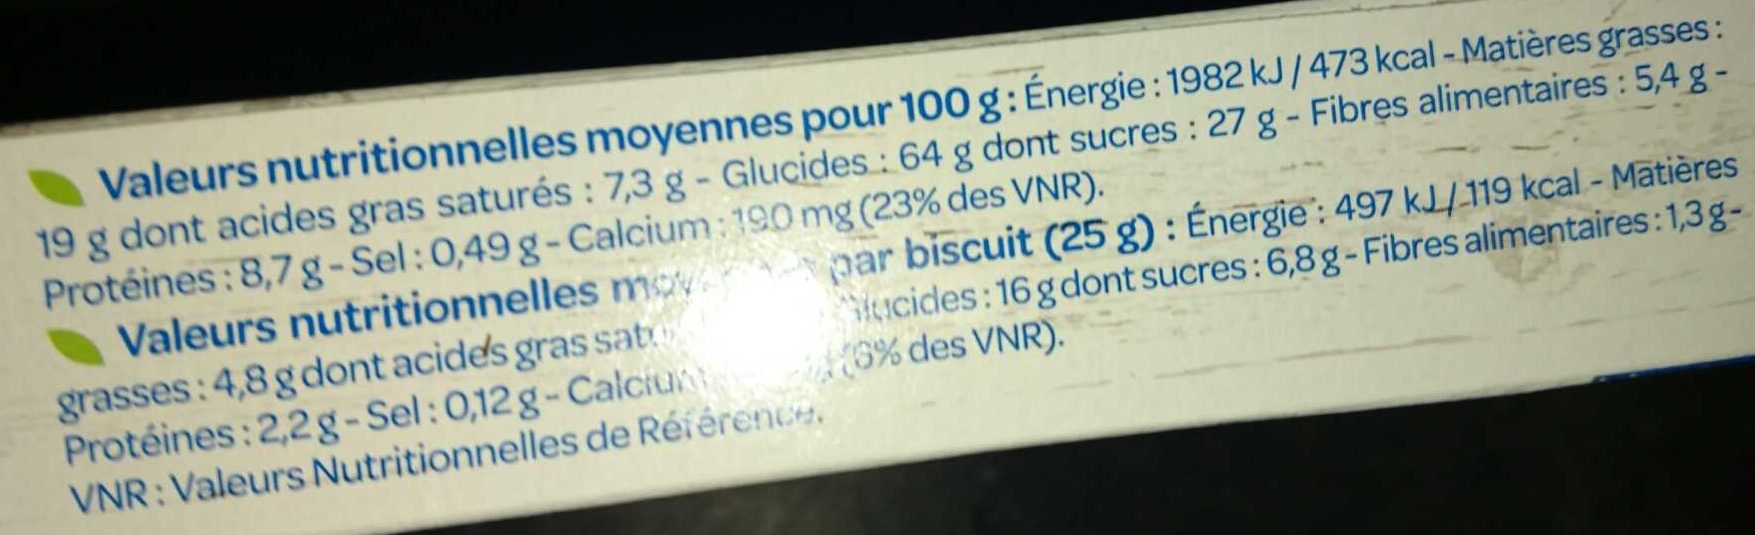 Valeurs nutritionnelles moyennes pour 100 g : Énergie : 1982 kJ / 473 kcal - Matières grasses :
19 g dont acides gras saturés : 7,3 g - Glucides : 64 g dont sucres : 27 g - Fibres alimentaires : 5,4 g -
Protéines : 8,7 g - Sel : 0,49 g - Calcium : 190 mg (23% des VNR).
Valeurs nutritionnelles par biscuit (25 g) : Énergie : 497 kJ / 119 kcal - Matières
grasses : 4,8 g dont acides gras Glucides : 16 g dont sucres : 6,8 g - Fibres alimentaires : 1,3 g -
Protéines : 2,2 g - Sel : 0,12 g - Calcium (6% des VNR).
VNR : Valeurs Nutritionnelles de Référence.